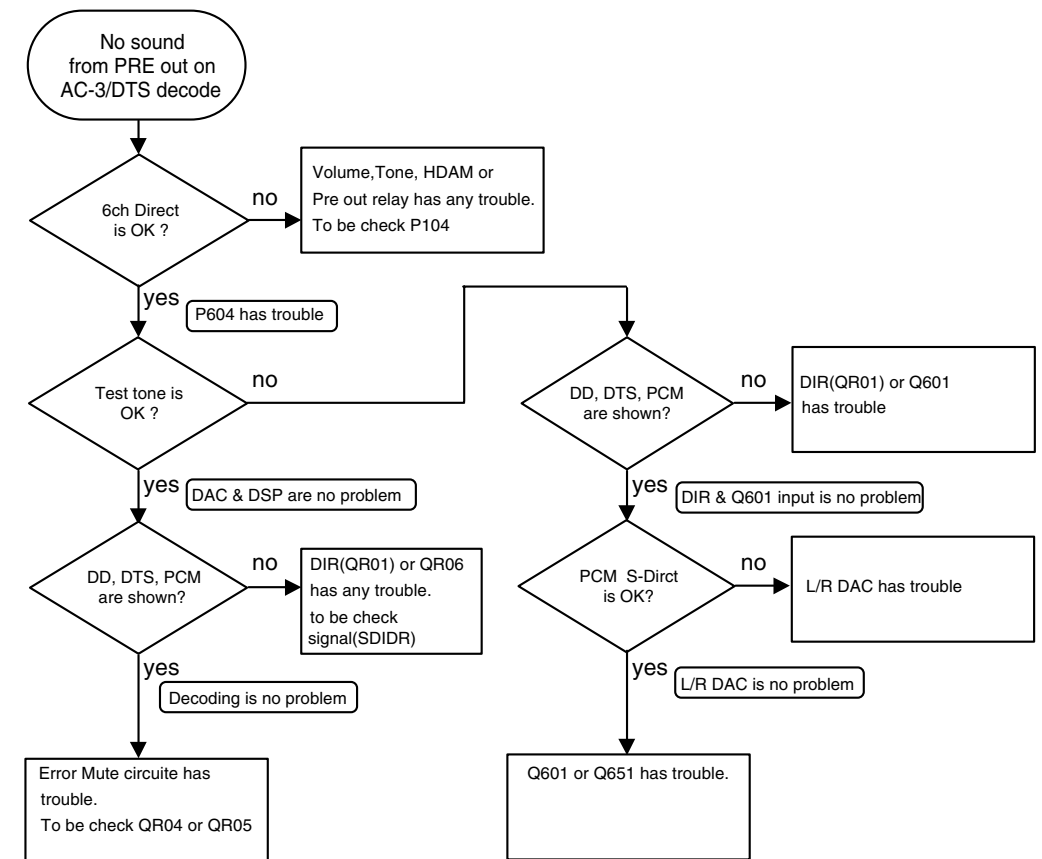 No sound
from PRE out on
AC-3/DTS decode
6ch Direct
is OK ?
no
Volume,Tone, HDAM or
Pre out relay has any trouble.
To be check P104
yes
P604 has trouble
Test tone is
OK ?
no
DD, DTS, PCM
are shown?
no
DIR(QR01) or Q601
has trouble
yes
DAC & DSP are no problem
yes
DIR & Q601 input is no problem
DD, DTS, PCM
are shown?
no
DIR(QR01) or QR06
has any trouble.
to be check
signal(SDIDR)
PCM S-Dirct
is OK?
no
L/R DAC has trouble
yes
Decoding is no problem
yes
L/R DAC is no problem
Error Mute circuite has
trouble.
To be check QR04 or QR05
Q601 or Q651 has trouble.